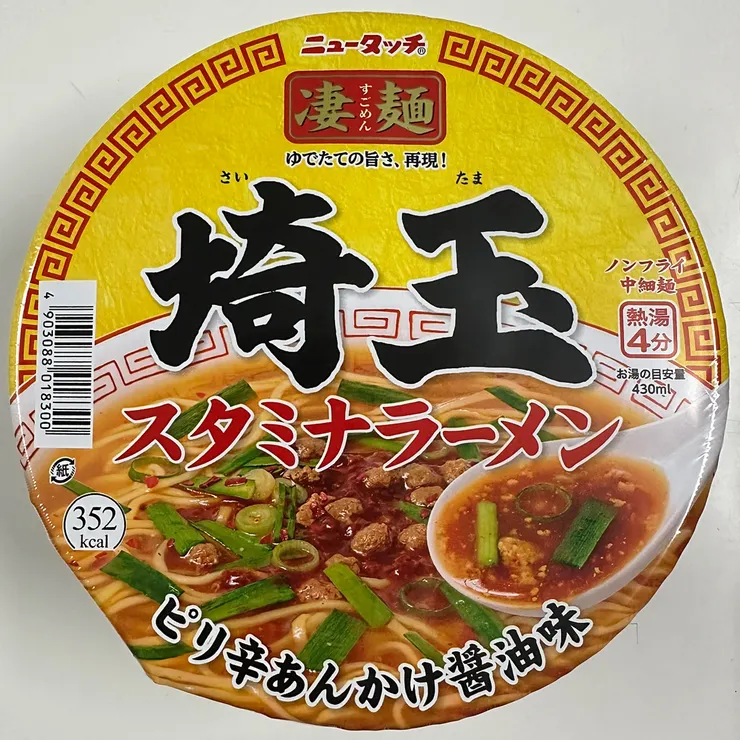 ニュータッチ®
すごめん
凄麺
ゆでたての旨さ、再現!
さい たま
埼玉
ノンフライ
中細麺
熱湯
4分
お湯の目安量
430ml
スタミナラーメン
4 903088 018300
紙
352
kcal
ピリ辛あんかけ醤油味